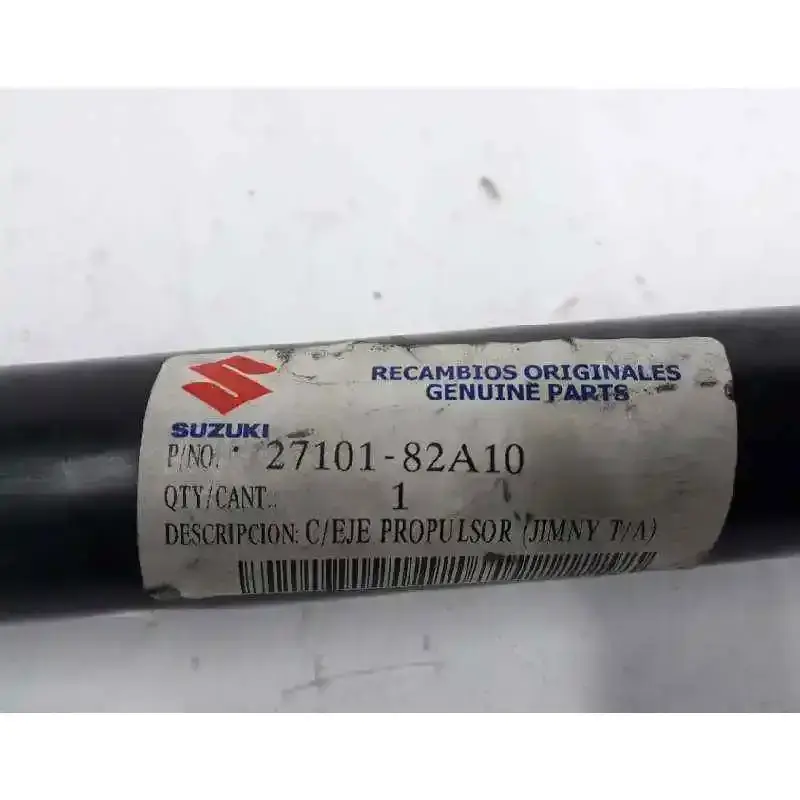 RECAMBIOS ORIGINALES
GENUINE PARTS
SUZUKI
P/NO.: 27101-82A10
QTY/CANT.: 1
DESCRIPCION: C/EJE PROPULSOR (JIMNY T/A)